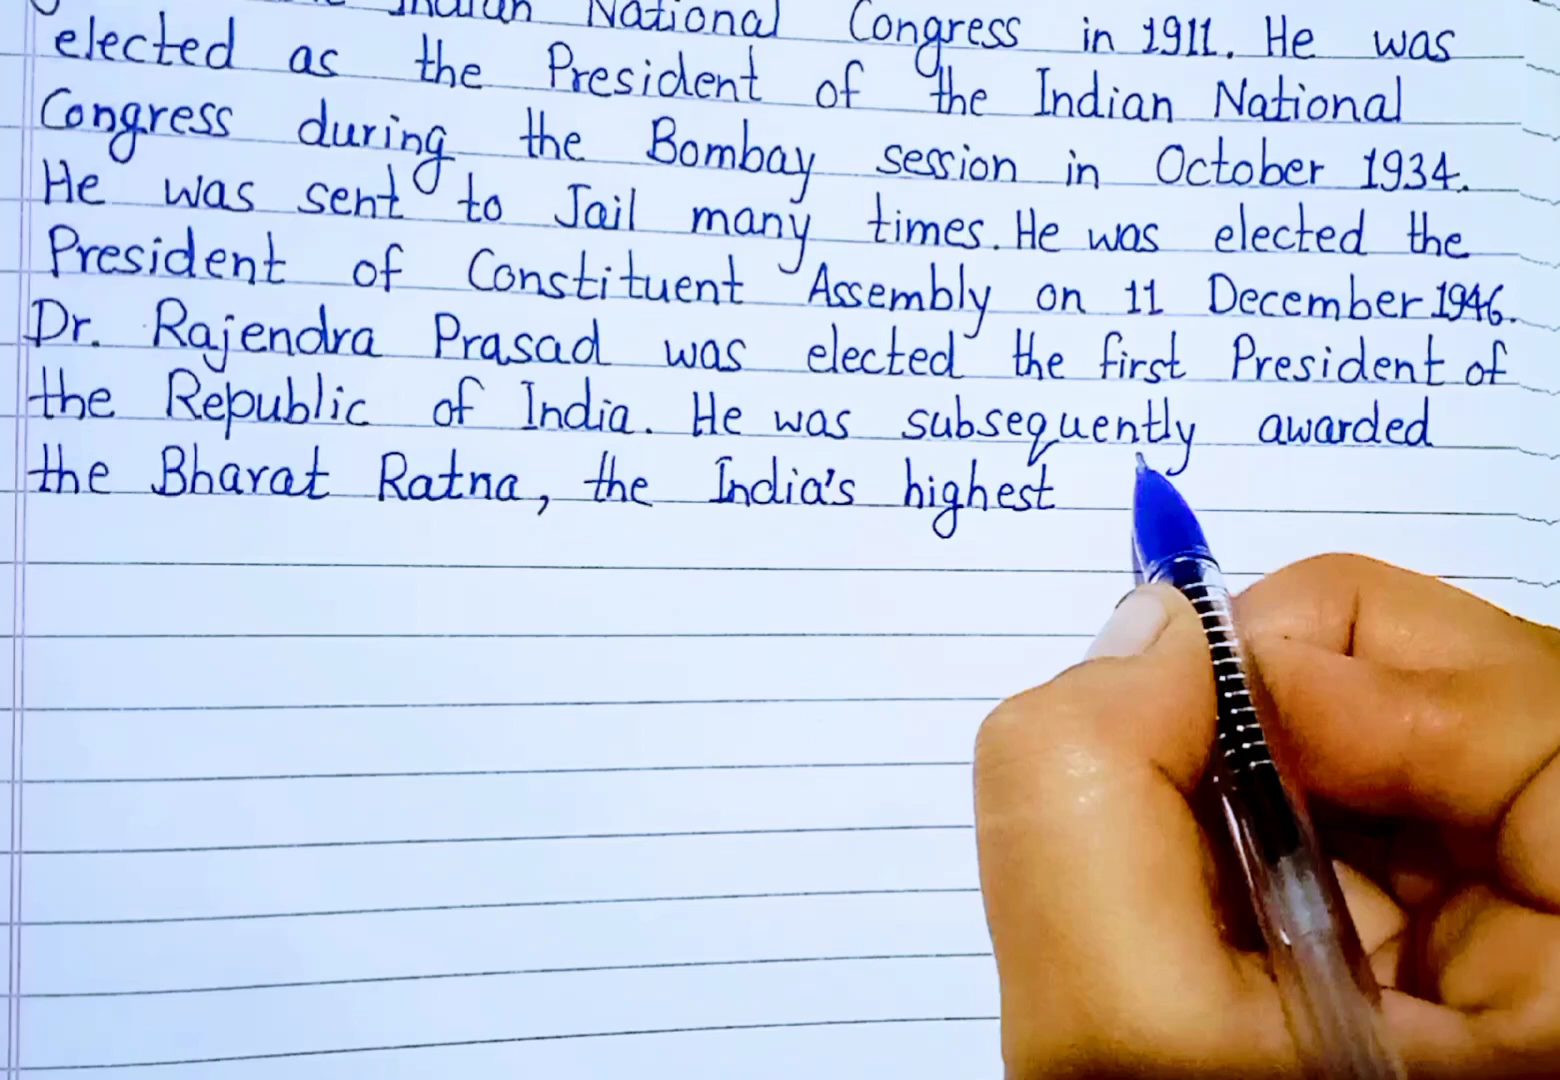 Indian National Congress in 1911. He was
elected as the President of the Indian National
Congress during the Bombay session in October 1934.
He was sent to Jail many times. He was elected the
President of Constituent Assembly on 11 December 1946.
Dr. Rajendra Prasad was elected the first President of
the Republic of India. He was subsequently awarded
the Bharat Ratna, the India's highest